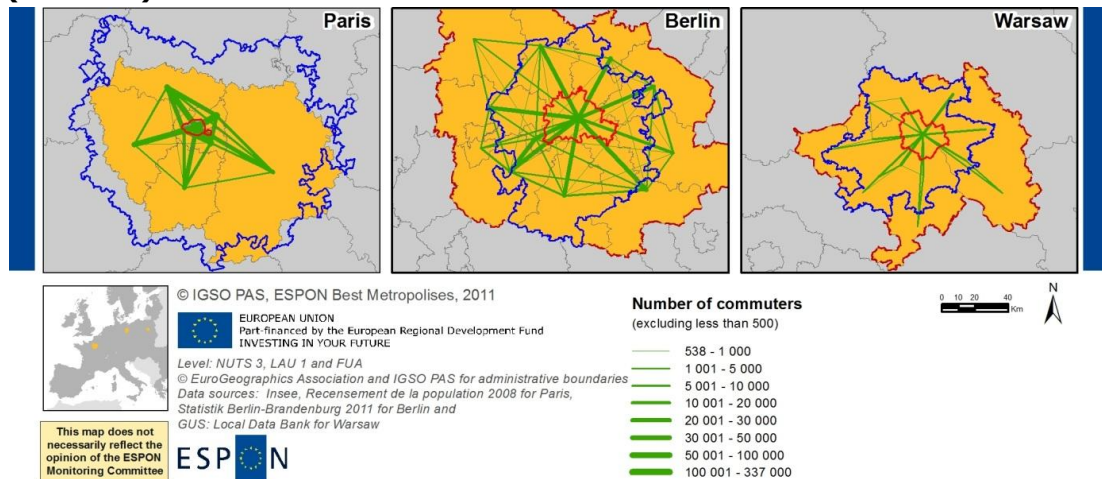 Paris
Berlin
Warsaw
© IGSO PAS, ESPON Best Metropolises, 2011
EUROPEAN UNION
Part-financed by the European Regional Development Fund
INVESTING IN YOUR FUTURE
Level: NUTS 3, LAU 1 and FUA
© EuroGeographics Association and IGSO PAS for administrative boundaries
Data sources: Insee, Recensement de la population 2008 for Paris,
Statistik Berlin-Brandenburg 2011 for Berlin and
GUS: Local Data Bank for Warsaw
This map does not
necessarily reflect the
opinion of the ESPON
Monitoring Committee
ESPON
Number of commuters
(excluding less than 500)
538 - 1 000
1 001 - 5 000
5 001 - 10 000
10 001 - 20 000
20 001 - 30 000
30 001 - 50 000
50 001 - 100 000
100 001 - 337 000
0 10 20 40
Km
N